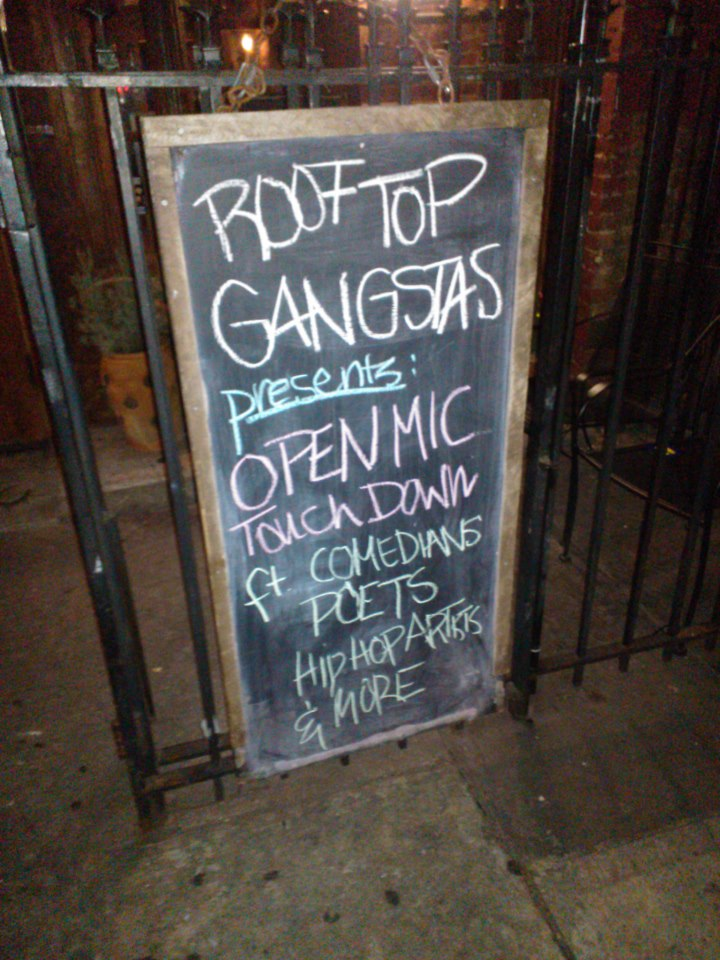 ROOF TOP
GANGSTAS
presents:
OPEN MIC
Touch Down
ft COMEDIANS
POETS
HIP HOP ARTISTS
& MORE